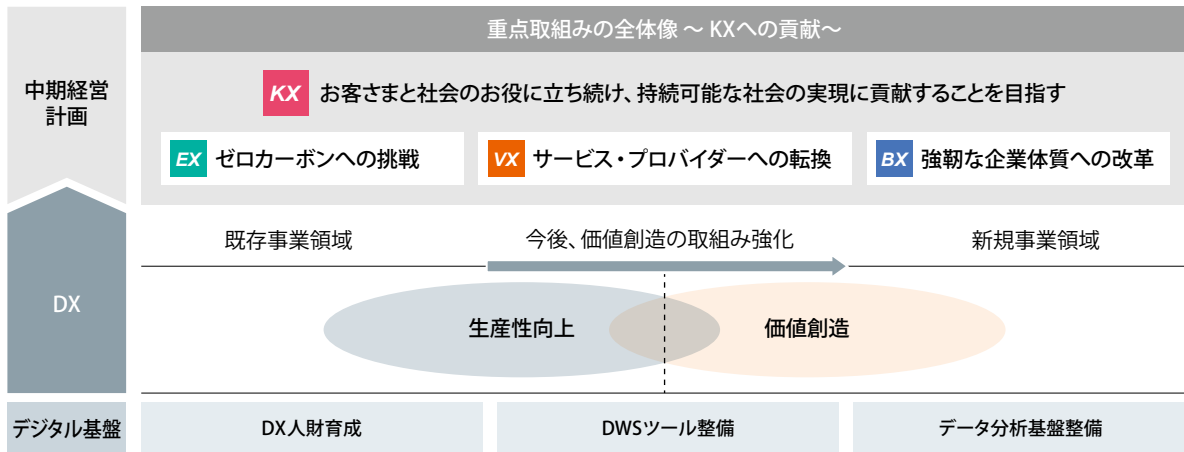 重点取組みの全体像 ～ KXへの貢献～
中期経営
計画
KX お客さまと社会のお役に立ち続け、持続可能な社会の実現に貢献することを目指す
EX ゼロカーボンへの挑戦
VX サービス・プロバイダーへの転換
BX 強靭な企業体質への改革
DX
既存事業領域
今後、価値創造の取組み強化
新規事業領域
生産性向上
価値創造
デジタル基盤
DX人財育成
DWSツール整備
データ分析基盤整備